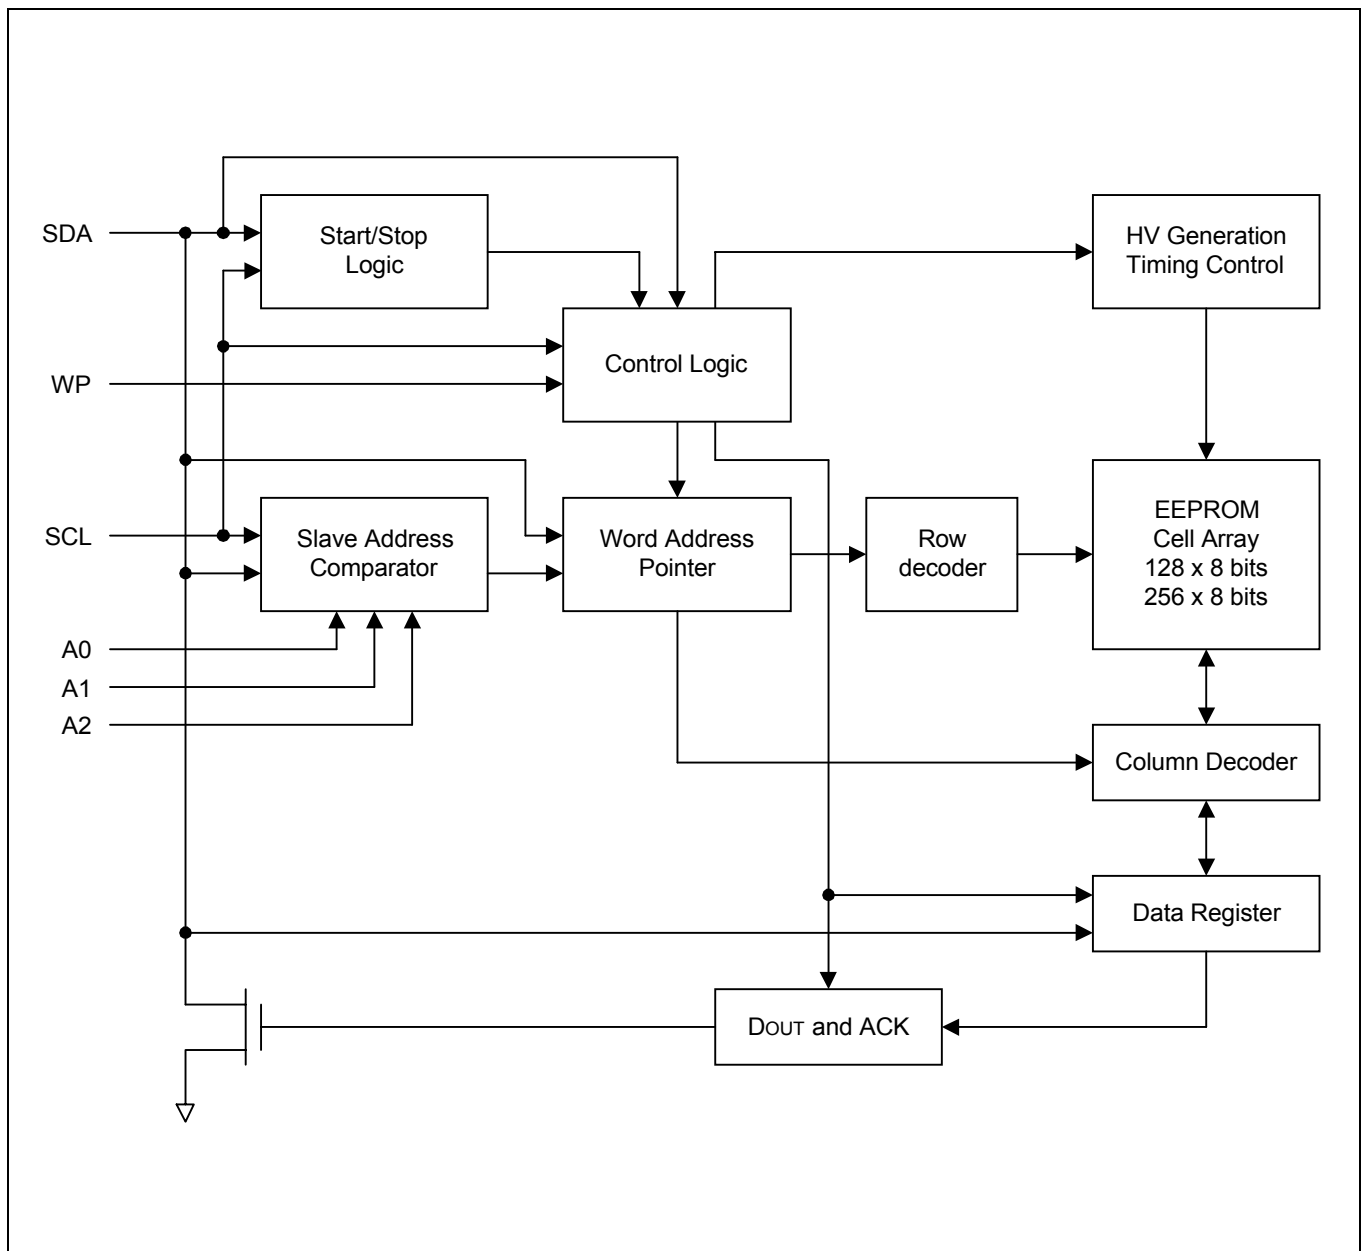 SDA
Start/Stop
Logic
HV Generation
Timing Control
WP
Control Logic
SCL
Slave Address
Comparator
Word Address
Pointer
Row
decoder
EEPROM
Cell Array
128 x 8 bits
256 x 8 bits
A0
A1
A2
Column Decoder
Data Register
DOUT and ACK